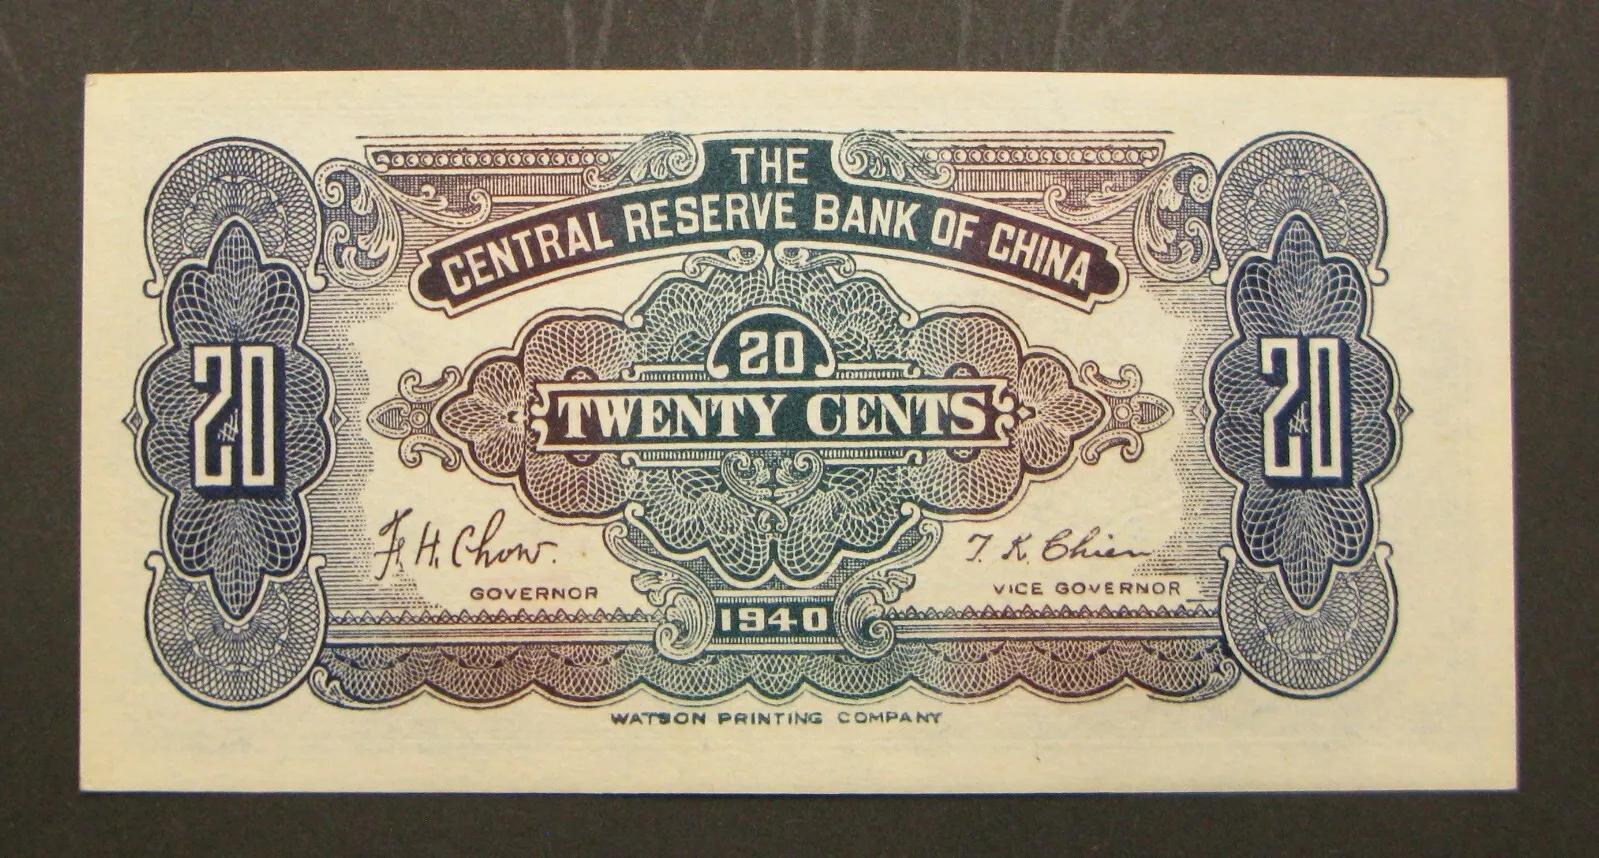 THE
CENTRAL RESERVE BANK OF CHINA
20
20
20
TWENTY CENTS
F. H. Chow.
T. K. Chien
GOVERNOR
VICE GOVERNOR
1940
WATSON PRINTING COMPANY